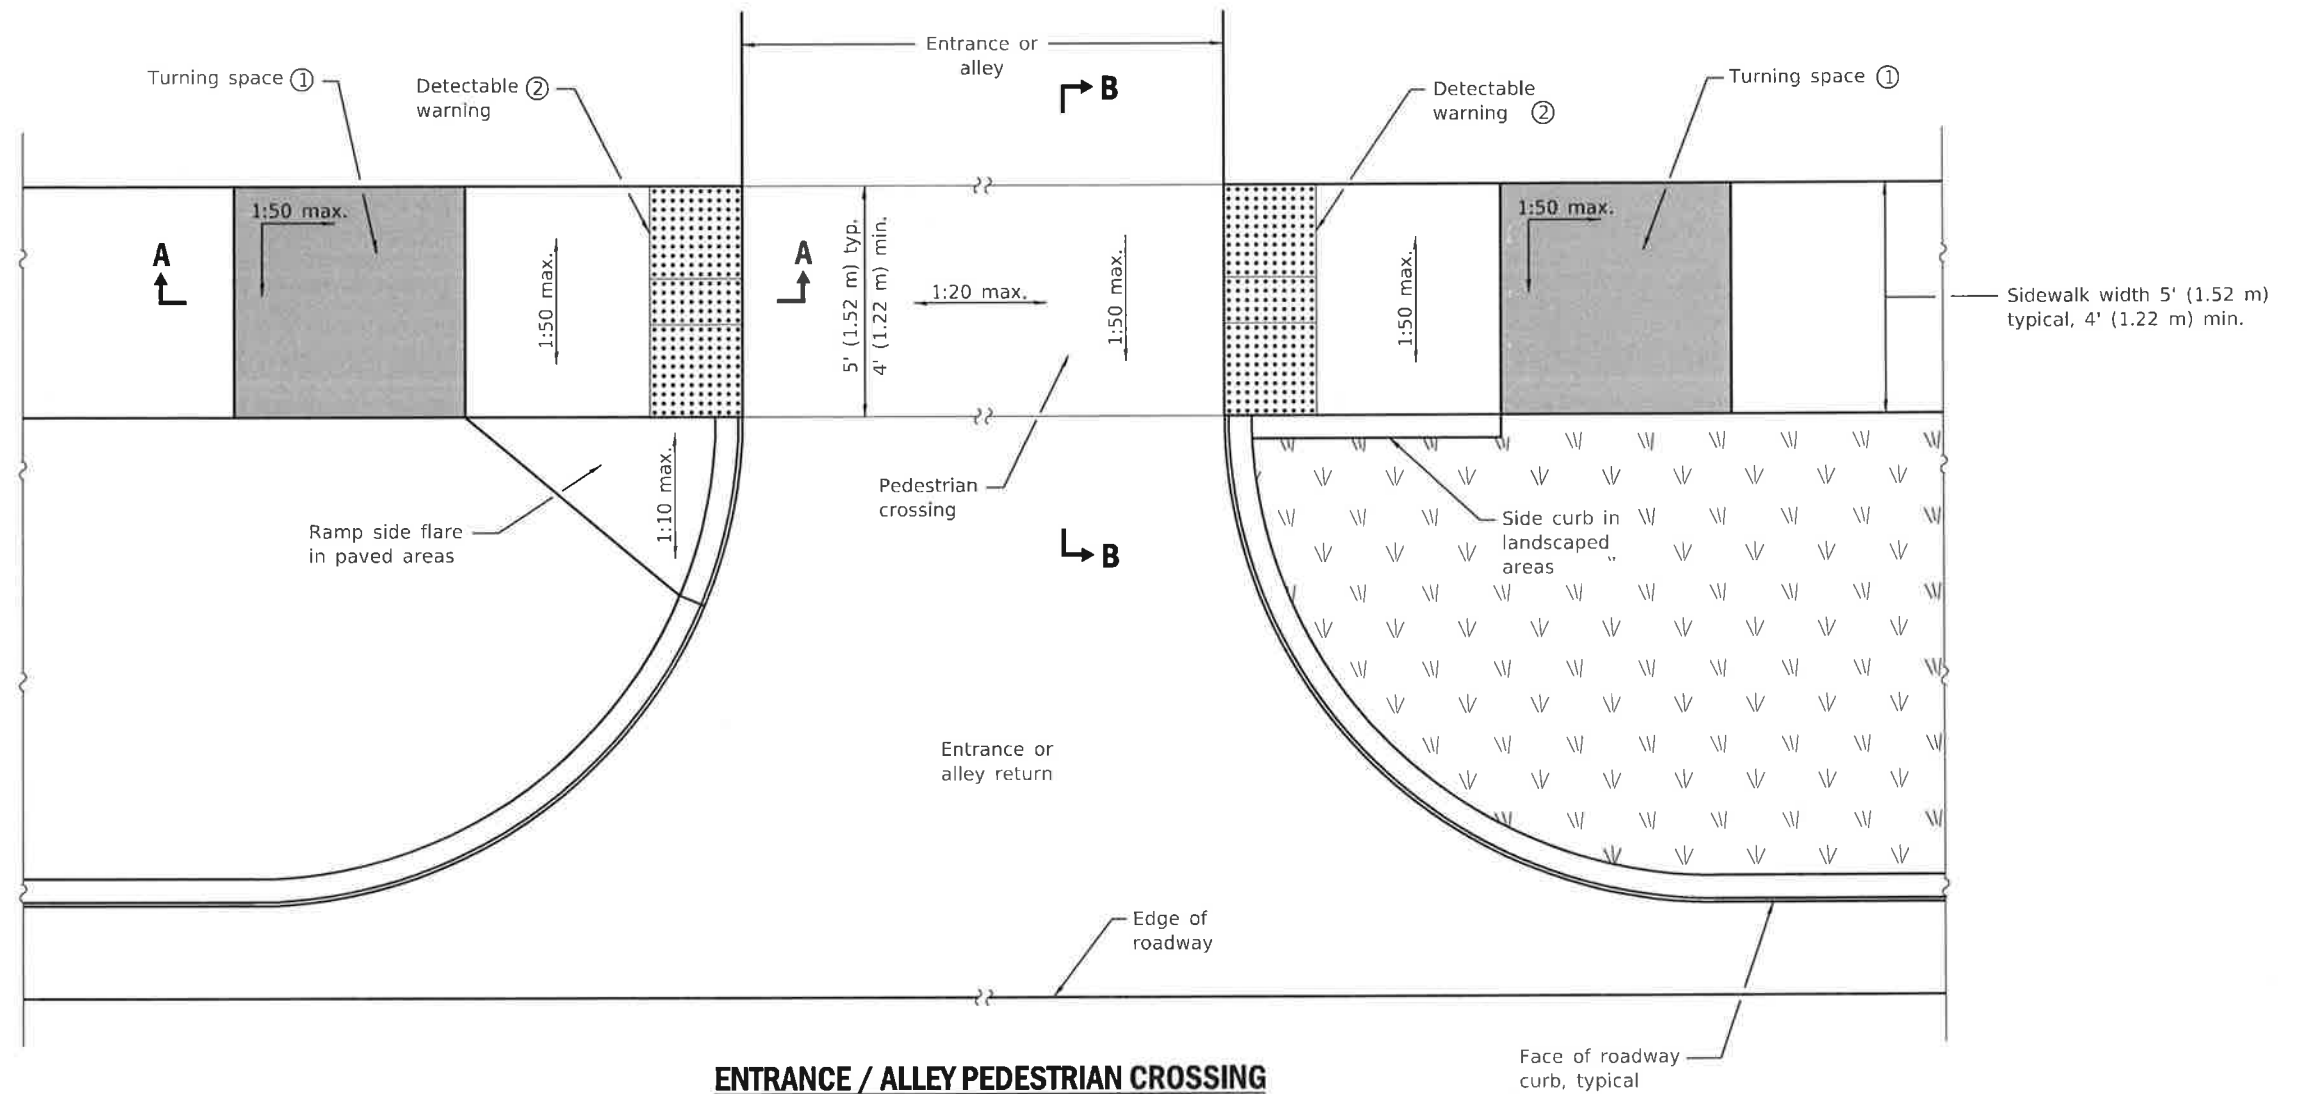 Entrance or
alley
B
Turning space ①
Detectable ②
warning
Detectable
warning ②
Turning space ①
1:50 max.
1:50 max.
A
A
1:50 max.
5' (1.52 m) typ.
4' (1.22 m) min.
1:20 max.
1:50 max.
1:50 max.
Sidewalk width 5' (1.52 m)
typical, 4' (1.22 m) min.
1:10 max.
Ramp side flare
in paved areas
Pedestrian
crossing
B
Side curb in
landscaped
areas
Entrance or
alley return
Edge of
roadway
Face of roadway
curb, typical
ENTRANCE / ALLEY PEDESTRIAN CROSSING